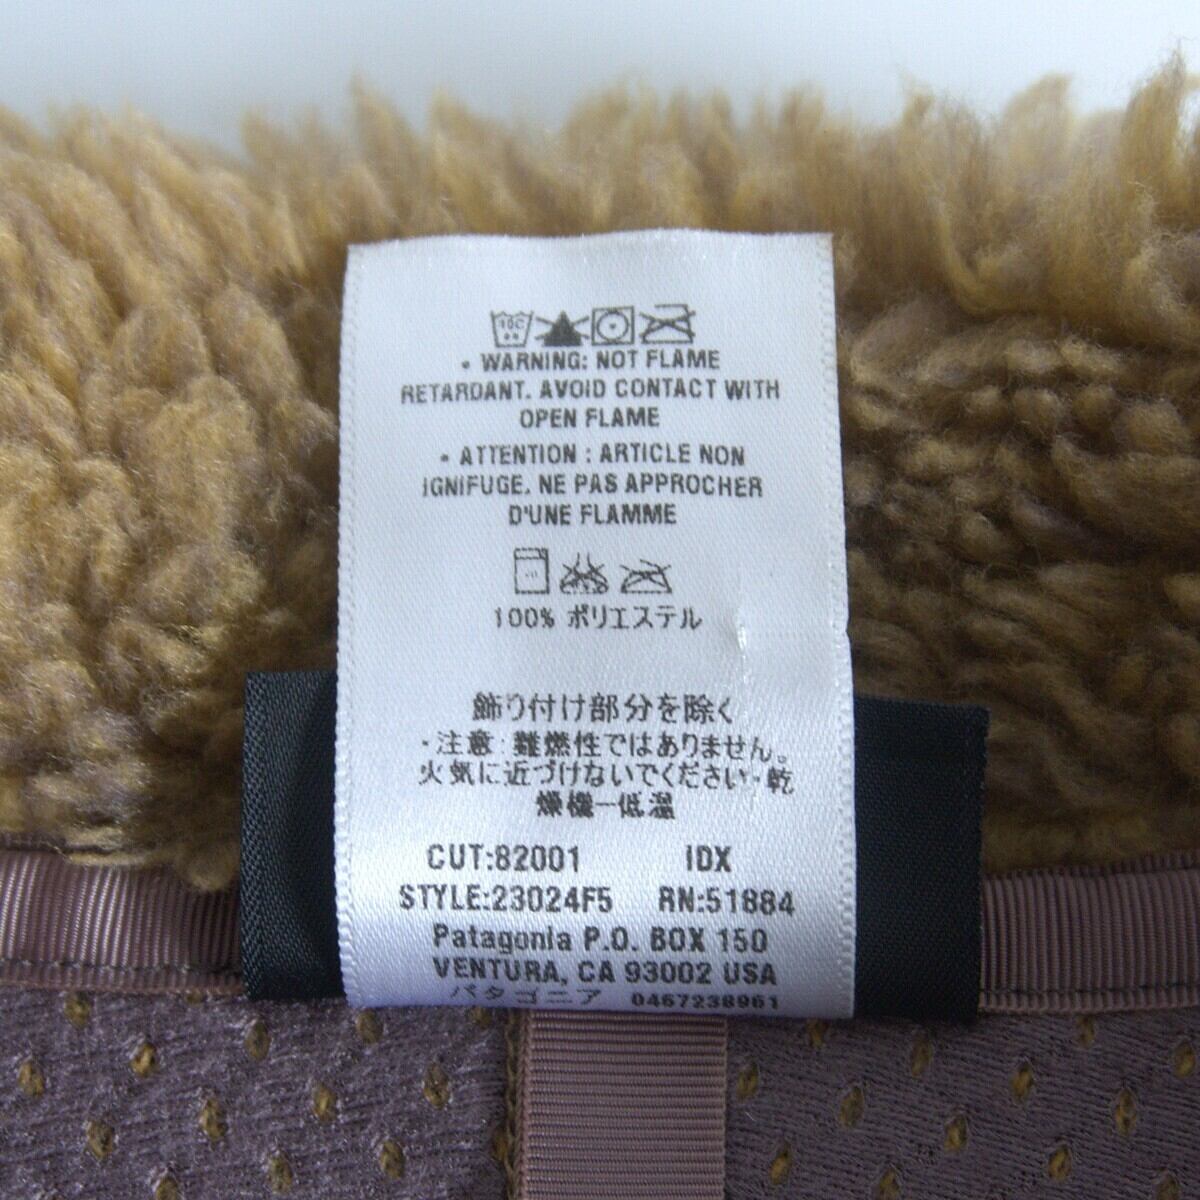 • WARNING: NOT FLAME
RETARDANT. AVOID CONTACT WITH
OPEN FLAME
• ATTENTION : ARTICLE NON
IGNIFUGE. NE PAS APPROCHER
D'UNE FLAMME
100% ポリエステル
飾り付け部分を除く
・注意：難燃性ではありません。
火気に近づけないでください・乾
燥機ー低温
CUT:82001 IDX
STYLE:23024F5 RN:51884
Patagonia P.O. BOX 150
VENTURA, CA 93002 USA
パタゴニア 0467238961